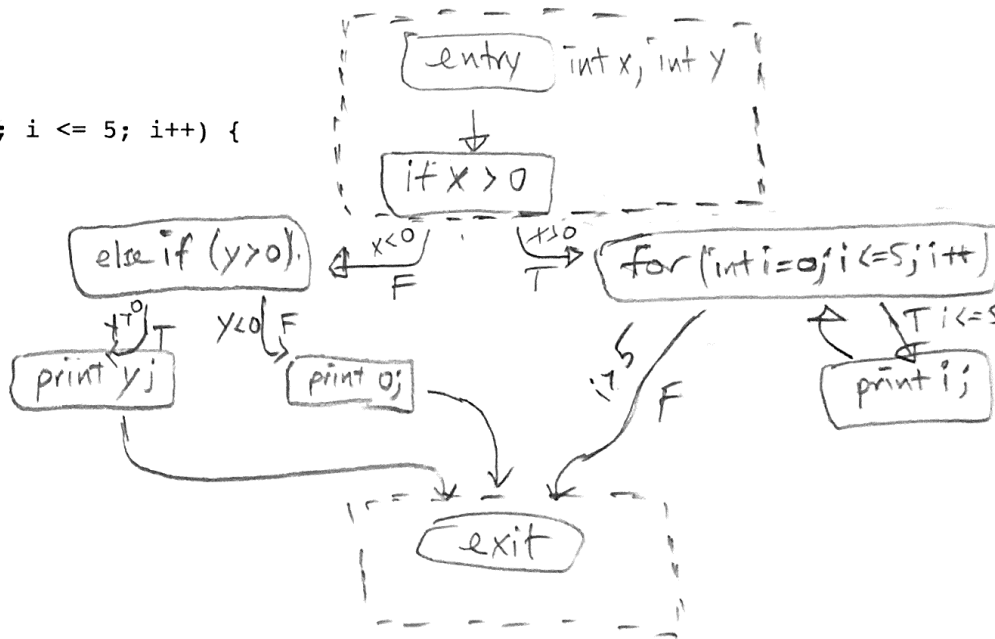 entry int x, int y
; i <= 5; i++) {
if x > 0
x<0
x>0
else if (y>0).
F
T
for (int i=0; i<=5; i++)
y<0
F
T
T i<=5
print y;
print 0;
i>5
F
print i;
exit